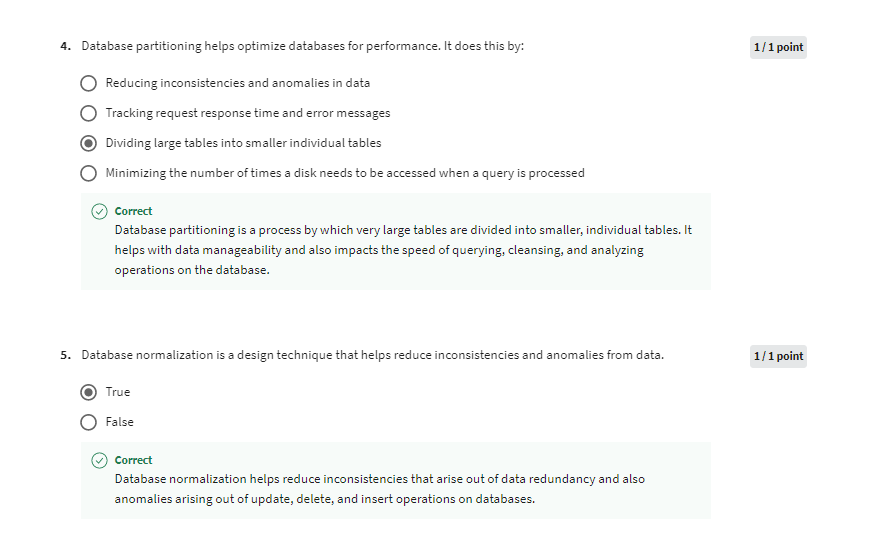 4. Database partitioning helps optimize databases for performance. It does this by:
1 / 1 point
Reducing inconsistencies and anomalies in data
Tracking request response time and error messages
Dividing large tables into smaller individual tables
Minimizing the number of times a disk needs to be accessed when a query is processed
Correct
Database partitioning is a process by which very large tables are divided into smaller, individual tables. It
helps with data manageability and also impacts the speed of querying, cleansing, and analyzing
operations on the database.
5. Database normalization is a design technique that helps reduce inconsistencies and anomalies from data.
1 / 1 point
True
False
Correct
Database normalization helps reduce inconsistencies that arise out of data redundancy and also
anomalies arising out of update, delete, and insert operations on databases.